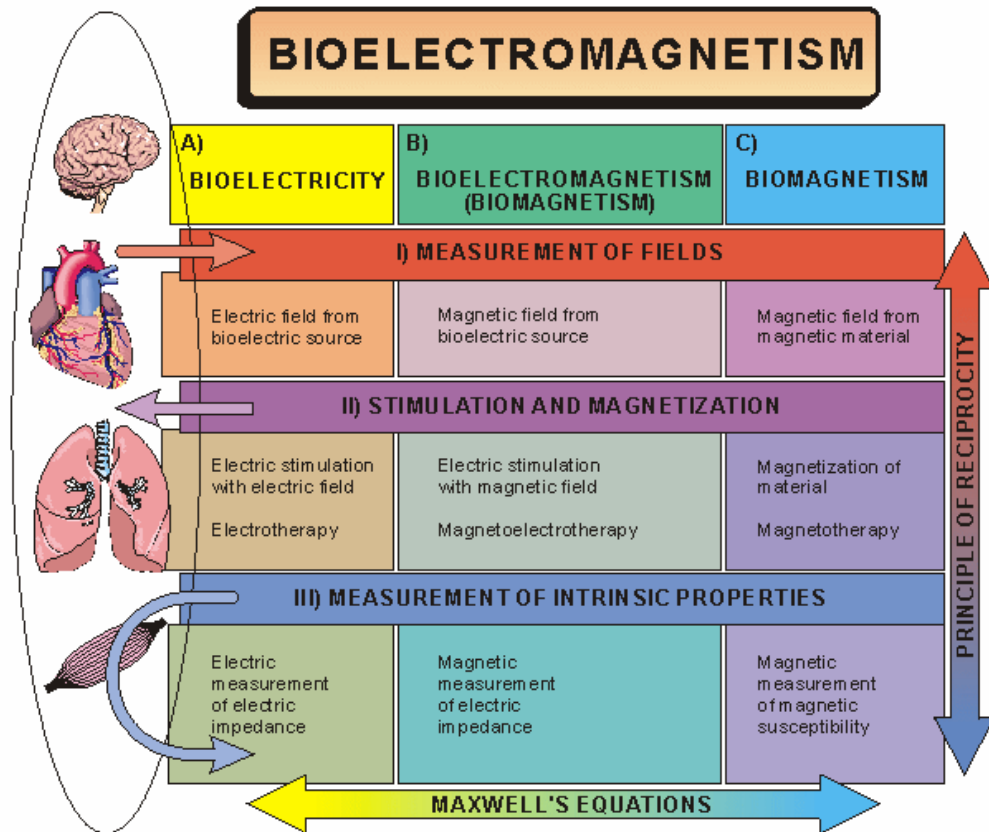 BIOELECTROMAGNETISM
A)
BIOELECTRICITY
B)
BIOELECTROMAGNETISM
(BIOMAGNETISM)
C)
BIOMAGNETISM
I) MEASUREMENT OF FIELDS
Electric field from
bioelectric source
Magnetic field from
bioelectric source
Magnetic field from
magnetic material
II) STIMULATION AND MAGNETIZATION
Electric stimulation
with electric field
Electrotherapy
Electric stimulation
with magnetic field
Magnetoelectrotherapy
Magnetization of
material
Magnetotherapy
III) MEASUREMENT OF INTRINSIC PROPERTIES
Electric
measurement
of electric
impedance
Magnetic
measurement
of electric
impedance
Magnetic
measurement
of magnetic
susceptibility
PRINCIPLE OF RECIPROCITY
MAXWELL'S EQUATIONS